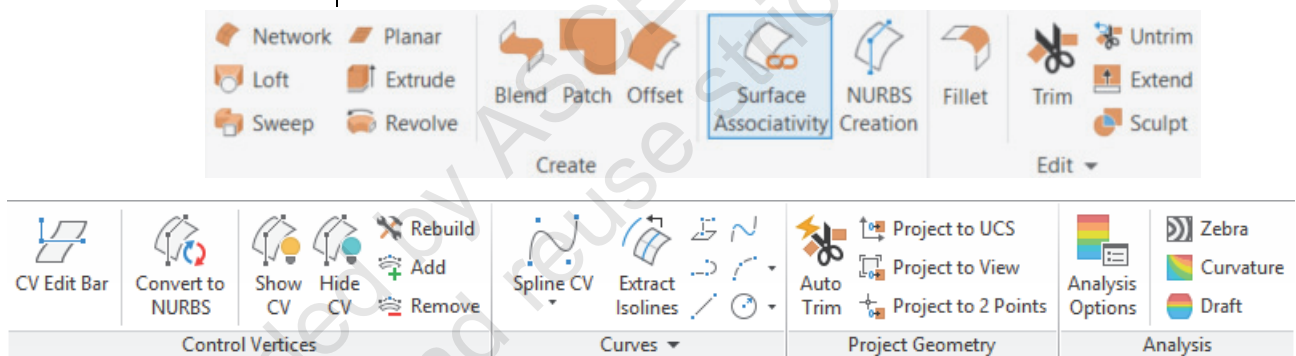 Network Planar
Loft Extrude
Sweep Revolve
Blend Patch Offset
Surface
Associativity
NURBS
Creation
Create
Fillet
Trim
Untrim
Extend
Sculpt
Edit
CV Edit Bar
Convert to
NURBS
Show
CV
Hide
CV
Rebuild
Add
Remove
Control Vertices
Spline CV
Extract
Isolines
Curves
Auto
Trim
Project to UCS
Project to View
Project to 2 Points
Project Geometry
Analysis
Options
Zebra
Curvature
Draft
Analysis